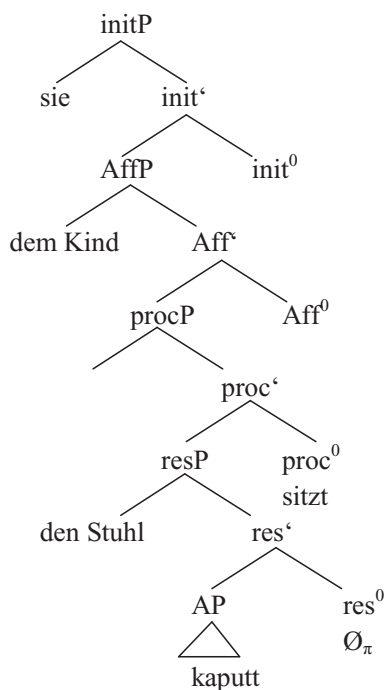 initP
sie init‘
AffP init⁰
dem Kind Aff‘
procP Aff⁰
proc‘
resP proc⁰
sitzt
den Stuhl res‘
AP res⁰
Øπ
kaputt